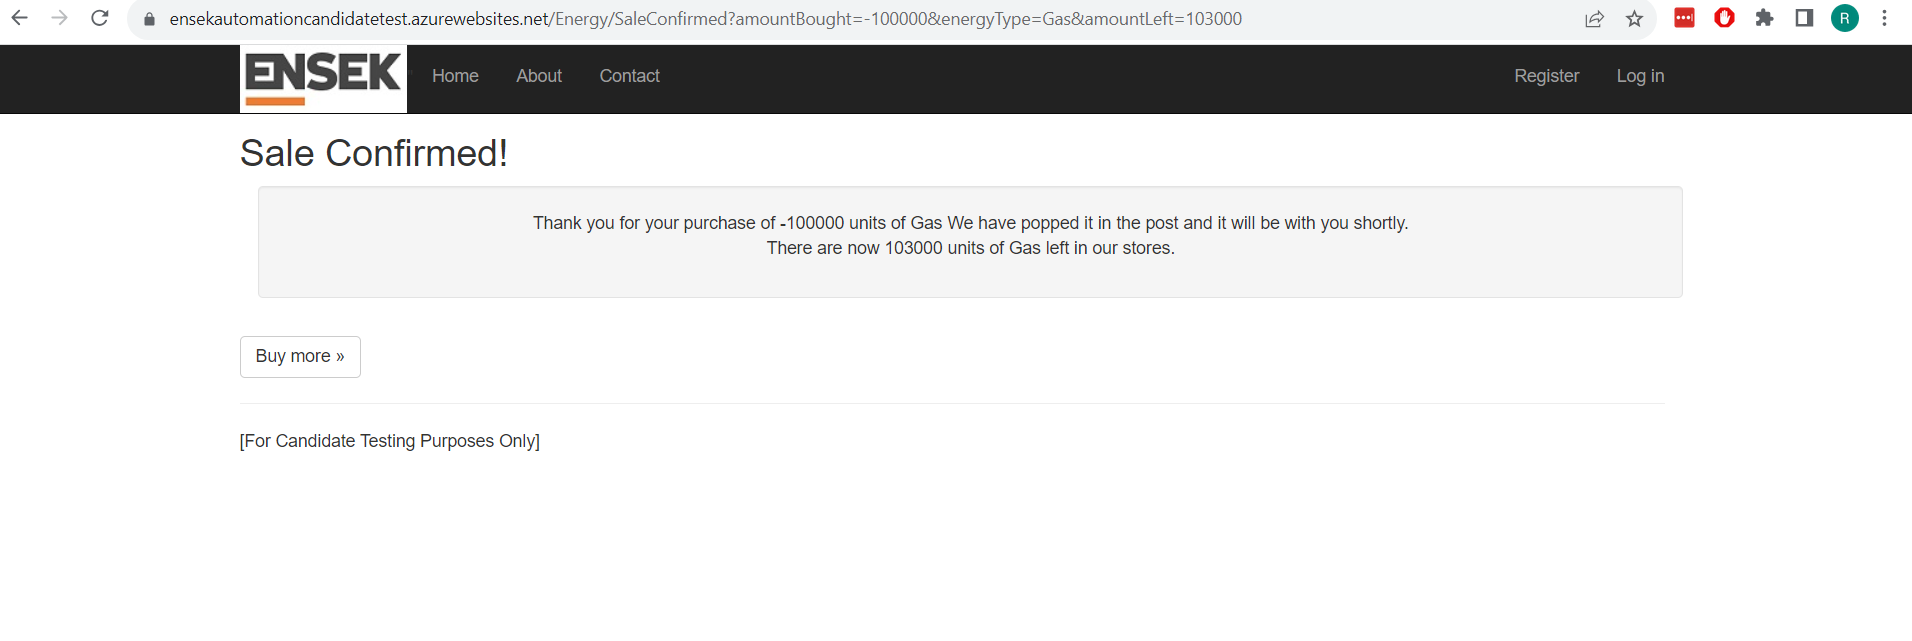 ensekautomationcandidatetest.azurewebsites.net/Energy/SaleConfirmed?amountBought=-100000&energyType=Gas&amountLeft=103000
R
ENSEK
Home About Contact Register Log in
Sale Confirmed!
Thank you for your purchase of -100000 units of Gas We have popped it in the post and it will be with you shortly.
There are now 103000 units of Gas left in our stores.
Buy more »
[For Candidate Testing Purposes Only]